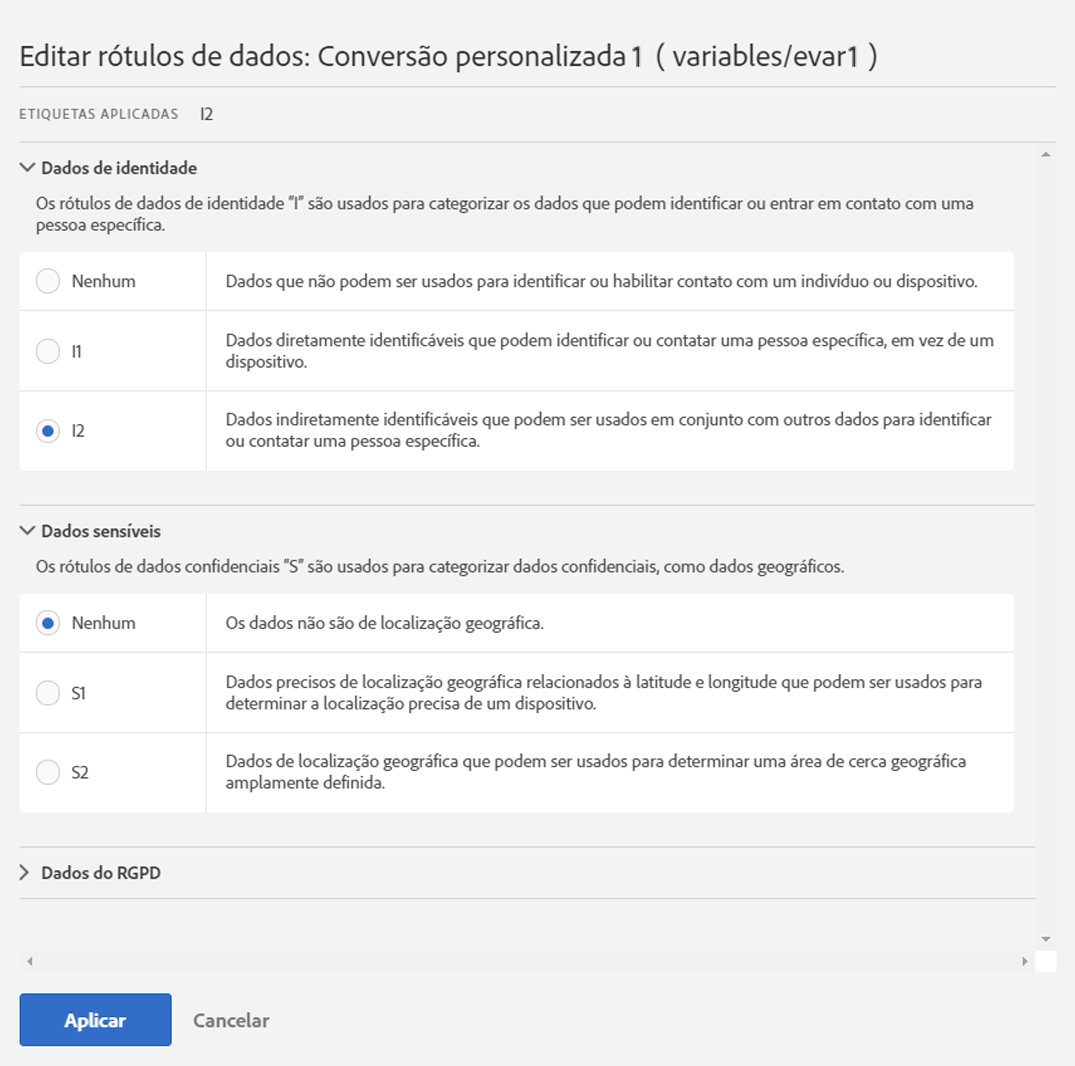 Editar rótulos de dados: Conversão personalizada 1 ( variables/evar1 )
ETIQUETAS APLICADAS I2
Dados de identidade
Os rótulos de dados de identidade "I" são usados para categorizar os dados que podem identificar ou entrar em contato com uma
pessoa específica.
Nenhum Dados que não podem ser usados para identificar ou habilitar contato com um indivíduo ou dispositivo.
I1 Dados diretamente identificáveis que podem identificar ou contatar uma pessoa específica, em vez de um
dispositivo.
I2 Dados indiretamente identificáveis que podem ser usados em conjunto com outros dados para identificar
ou contatar uma pessoa específica.
Dados sensíveis
Os rótulos de dados confidenciais "S" são usados para categorizar dados confidenciais, como dados geográficos.
Nenhum Os dados não são de localização geográfica.
S1 Dados precisos de localização geográfica relacionados à latitude e longitude que podem ser usados para
determinar a localização precisa de um dispositivo.
S2 Dados de localização geográfica que podem ser usados para determinar uma área de cerca geográfica
amplamente definida.
Dados do RGPD
Aplicar Cancelar